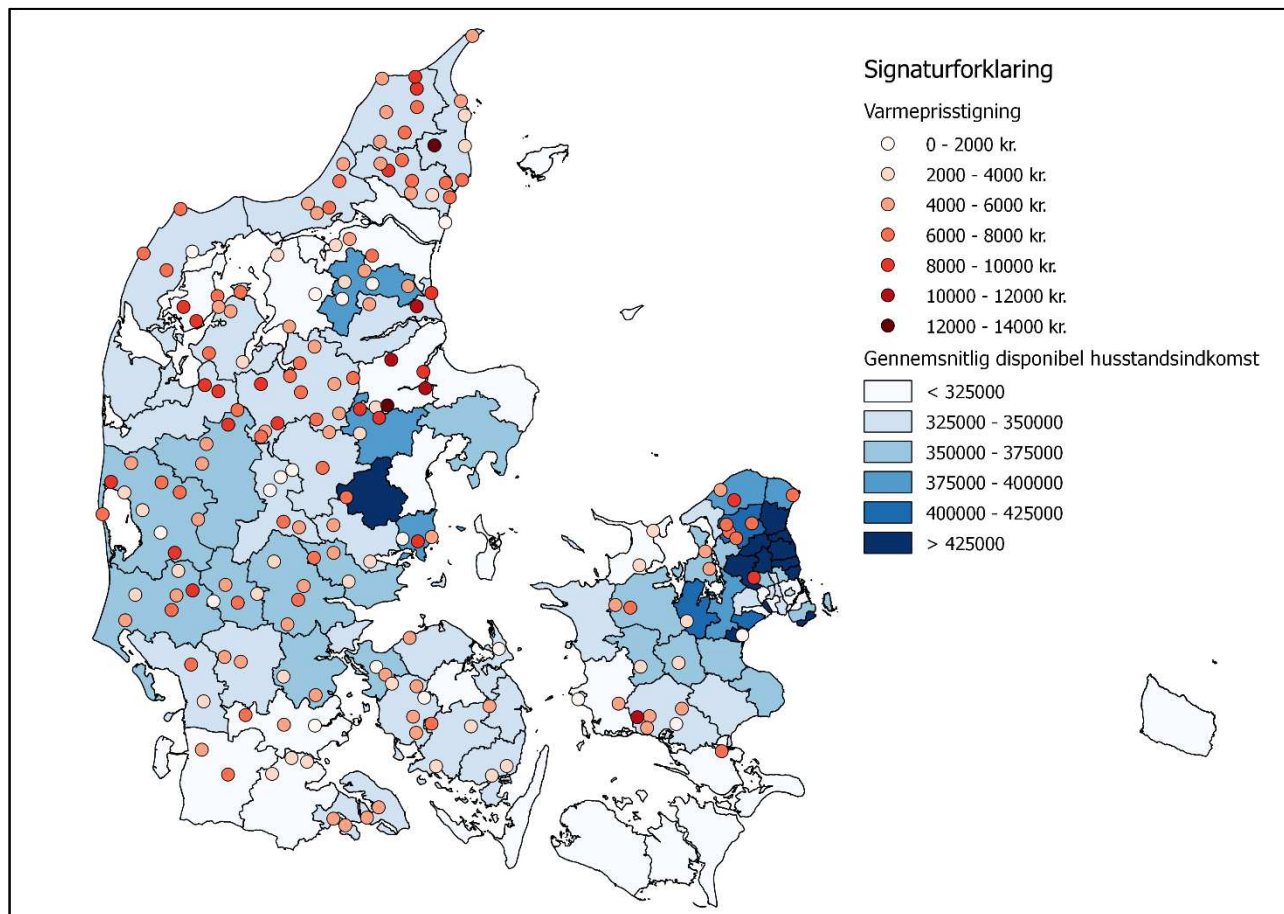 Signaturforklaring
Varmeprisstigning
0 - 2000 kr.
2000 - 4000 kr.
4000 - 6000 kr.
6000 - 8000 kr.
8000 - 10000 kr.
10000 - 12000 kr.
12000 - 14000 kr.
Gennemsnitlig disponibel husstandsindkomst
< 325000
325000 - 350000
350000 - 375000
375000 - 400000
400000 - 425000
> 425000